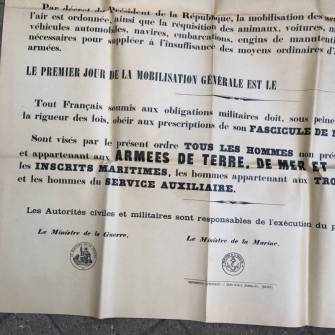 Par décret du Président de la République, la mobilisation des arm
l'air est ordonnée, ainsi que la réquisition des animaux, voitures, m
véhicules automobiles, navires, embarcations, engins de manutention
nécessaires pour suppléer à l'insuffisance des moyens ordinaires d'
armées.
LE PREMIER JOUR DE LA MOBILISATION GÉNÉRALE EST LE
Tout Français soumis aux obligations militaires doit, sous peine
la rigueur des lois, obéir aux prescriptions de son FASCICULE DE M
Sont visés par le présent ordre TOUS LES HOMMES non pré
et appartenant aux ARMÉES DE TERRE, DE MER ET
les INSCRITS MARITIMES, les hommes appartenant aux TRO
et les hommes du SERVICE AUXILIAIRE.
Les Autorités civiles et militaires sont responsables de l'exécution du p
Le Ministre de la Guerre, Le Ministre de la Marine,